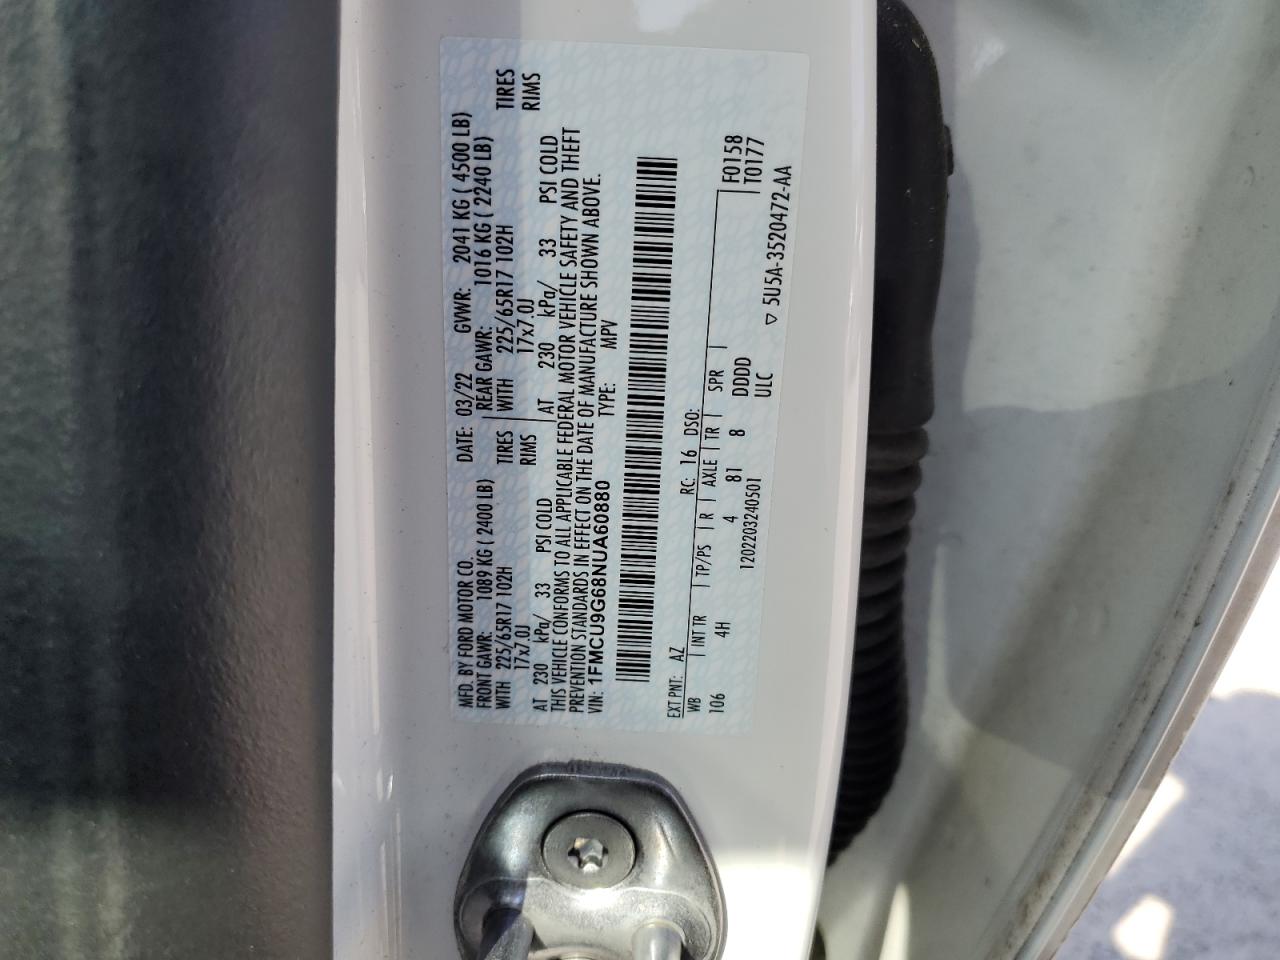 MFD. BY FORD MOTOR CO.
DATE: 03/22 GVWR: 2041 KG ( 4500 LB)
FRONT GAWR: 1089 KG ( 2400 LB) REAR GAWR: 1016 KG ( 2240 LB)
WITH 225/65R17 102H TIRES WITH 225/65R17 102H TIRES
17x7.0J RIMS 17x7.0J RIMS
AT 230 kPa/ 33 PSI COLD AT 230 kPa/ 33 PSI COLD
THIS VEHICLE CONFORMS TO ALL APPLICABLE FEDERAL MOTOR VEHICLE SAFETY AND THEFT
PREVENTION STANDARDS IN EFFECT ON THE DATE OF MANUFACTURE SHOWN ABOVE.
VIN: 1FMCU9G68NUA60880 TYPE: MPV
EXT PNT: AZ RC: 16 DSO:
WB INT TR TP/PS R AXLE TR SPR F0158
106 4H 4 81 8 DDDD T0177
1202203240501 ULC
▽ 5U5A-3520472-AA